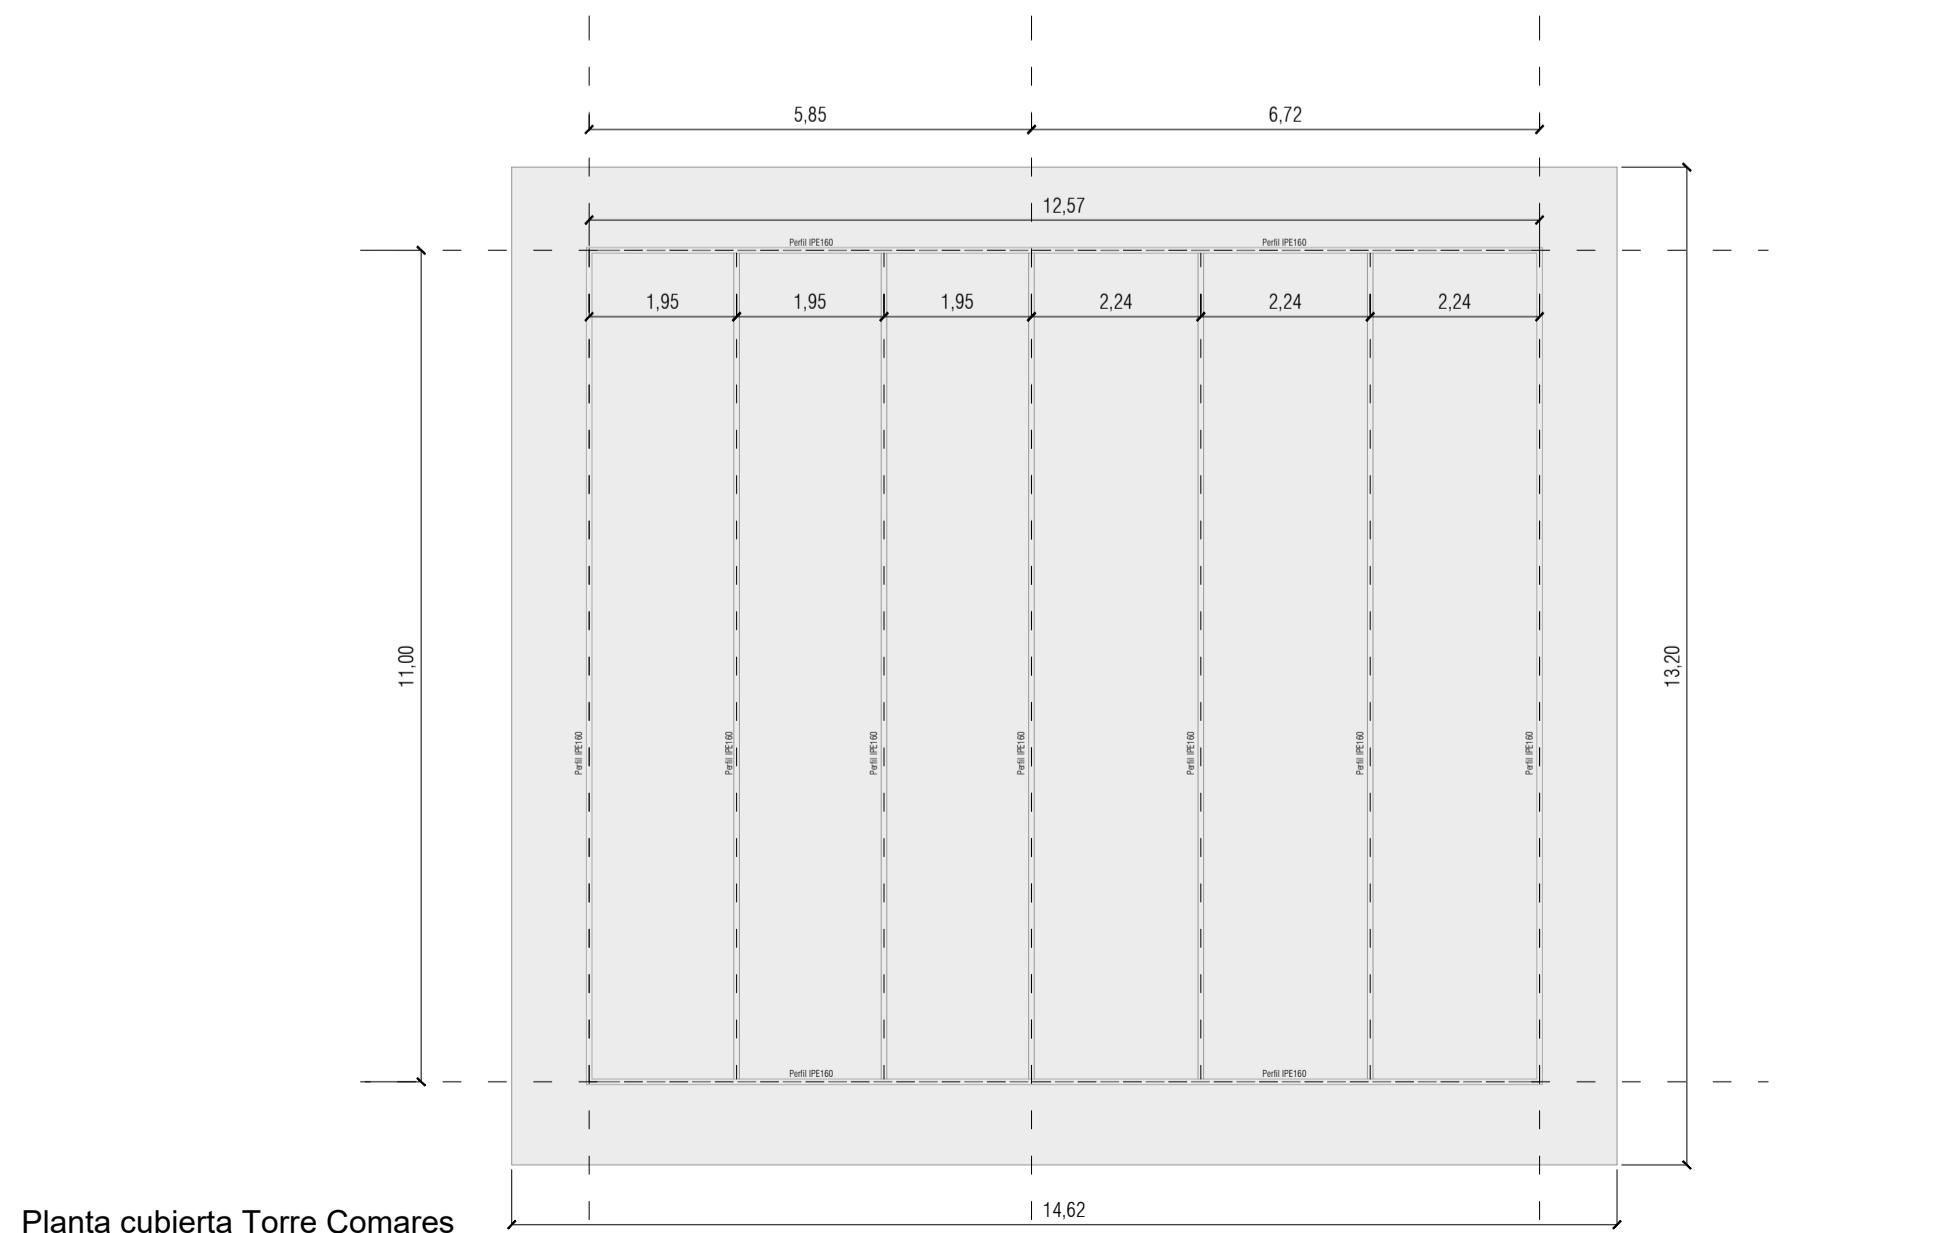 5,85
6,72
12,57
Perfil IPE160
Perfil IPE160
1,95
1,95
1,95
2,24
2,24
2,24
11,00
13,20
Perfil IPE160
Perfil IPE160
Perfil IPE160
Perfil IPE160
Perfil IPE160
Perfil IPE160
Perfil IPE160
Perfil IPE160
Perfil IPE160
14,62
Planta cubierta Torre Comares